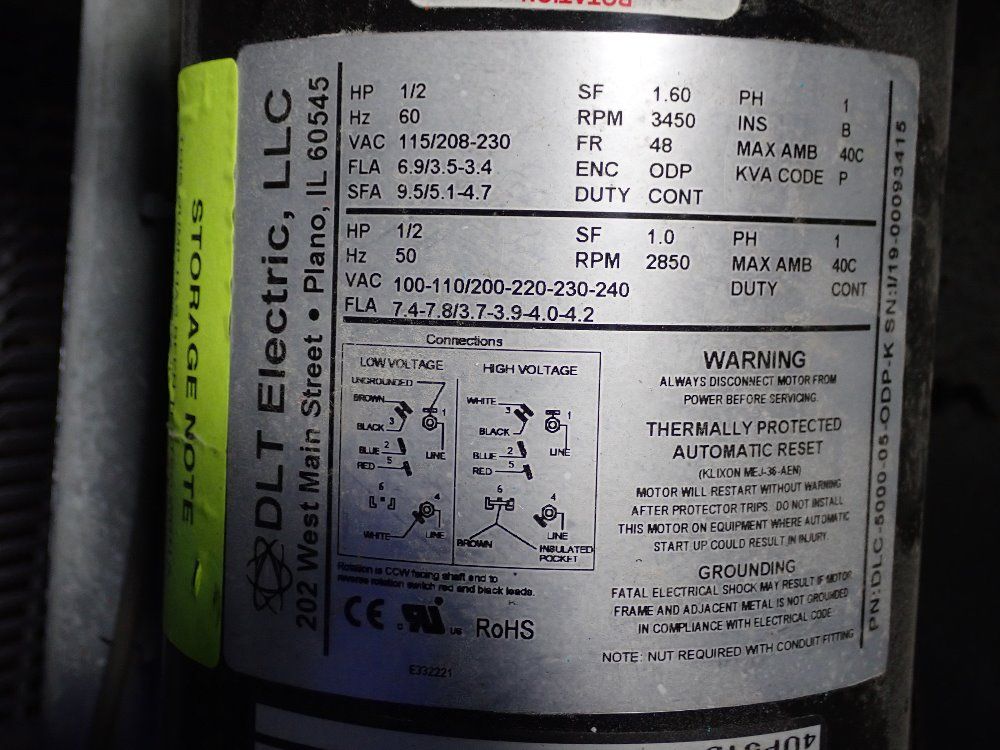 ROTATION
STORAGE NOTE
DLT Electric, LLC
202 West Main Street • Plano, IL 60545
HP 1/2 SF 1.60 PH 1
Hz 60 RPM 3450 INS B
VAC 115/208-230 FR 48 MAX AMB 40C
FLA 6.9/3.5-3.4 ENC ODP KVA CODE P
SFA 9.5/5.1-4.7 DUTY CONT
HP 1/2 SF 1.0 PH 1
Hz 50 RPM 2850 MAX AMB 40C
VAC 100-110/200-220-230-240 DUTY CONT
FLA 7.4-7.8/3.7-3.9-4.0-4.2
Connections
LOW VOLTAGE
UNGROUNDED
BROWN
3 1
BLACK
BLUE 2 LINE
RED 5
6 4
WHITE LINE
HIGH VOLTAGE
WHITE
3 1
BLACK
BLUE 2 LINE
RED 5
6 4
LINE
BROWN INSULATED
POCKET
Rotation is CCW facing shaft end to
reverse rotation switch red and black leads.
CE RU US RoHS
E332221
WARNING
ALWAYS DISCONNECT MOTOR FROM
POWER BEFORE SERVICING.
THERMALLY PROTECTED
AUTOMATIC RESET
(KLIXON MEJ-36-AEN)
MOTOR WILL RESTART WITHOUT WARNING
AFTER PROTECTOR TRIPS. DO NOT INSTALL
THIS MOTOR ON EQUIPMENT WHERE AUTOMATIC
START UP COULD RESULT IN INJURY.
GROUNDING
FATAL ELECTRICAL SHOCK MAY RESULT IF MOTOR
FRAME AND ADJACENT METAL IS NOT GROUNDED
IN COMPLIANCE WITH ELECTRICAL CODE.
NOTE: NUT REQUIRED WITH CONDUIT FITTING
PN:DLC-5000-05-ODP-K SN:I/19-00093415